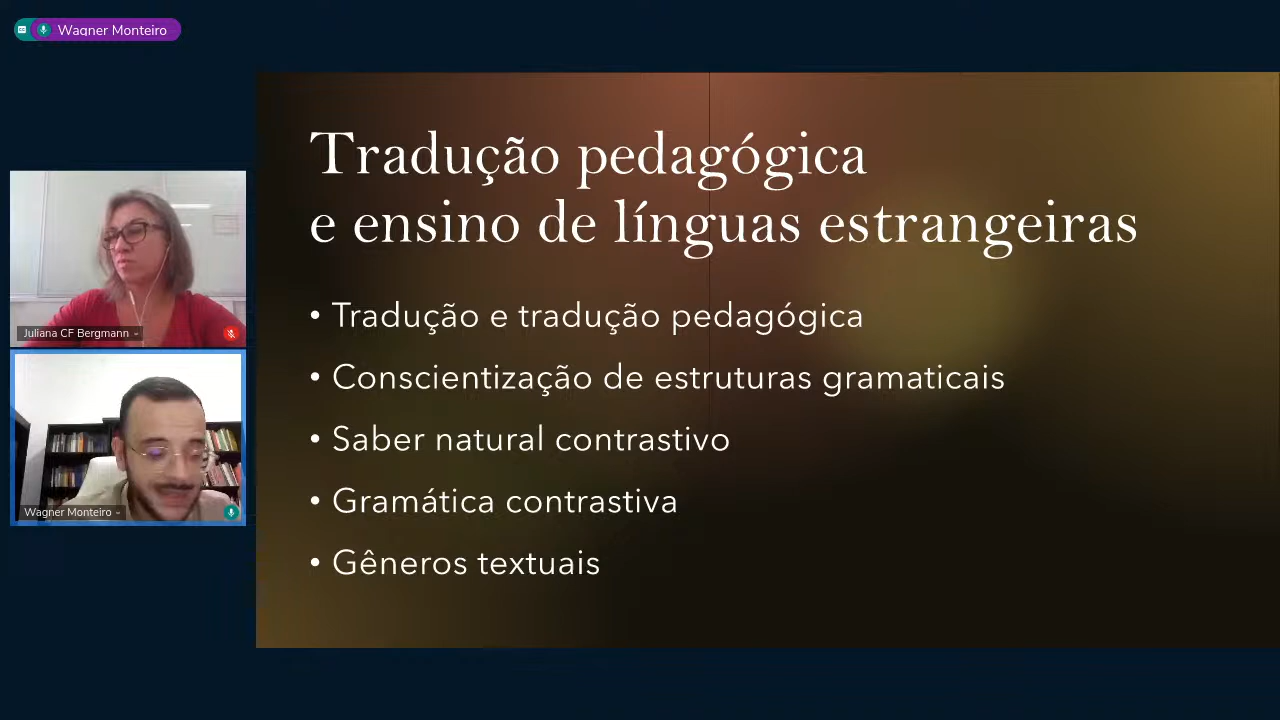 Wagner Monteiro
Tradução pedagógica
e ensino de línguas estrangeiras
• Tradução e tradução pedagógica
• Conscientização de estruturas gramaticais
• Saber natural contrastivo
• Gramática contrastiva
• Gêneros textuais
Juliana CF Bergmann
Wagner Monteiro